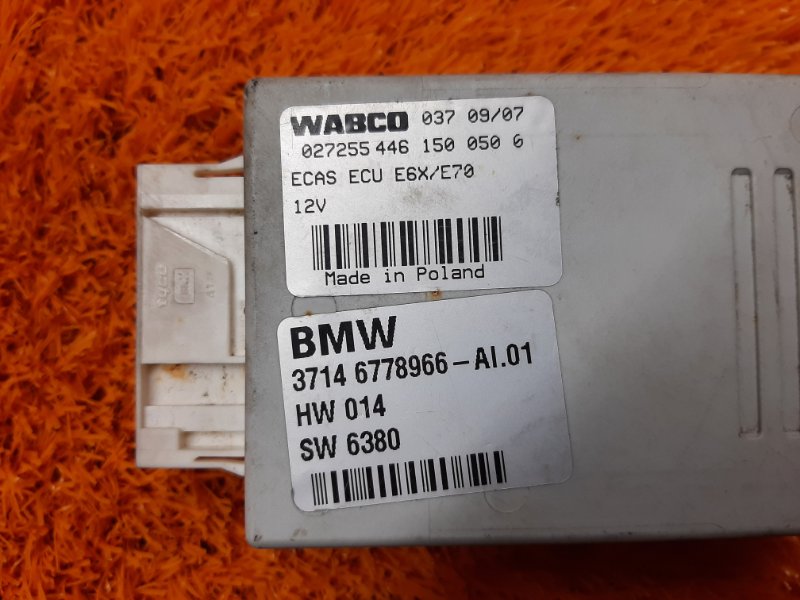 WABCO 037 09/07
027255 446 150 050 0
ECAS ECU E6X/E70
12V
Made in Poland
BMW
3714 6778966-AI.01
HW 014
SW 6380